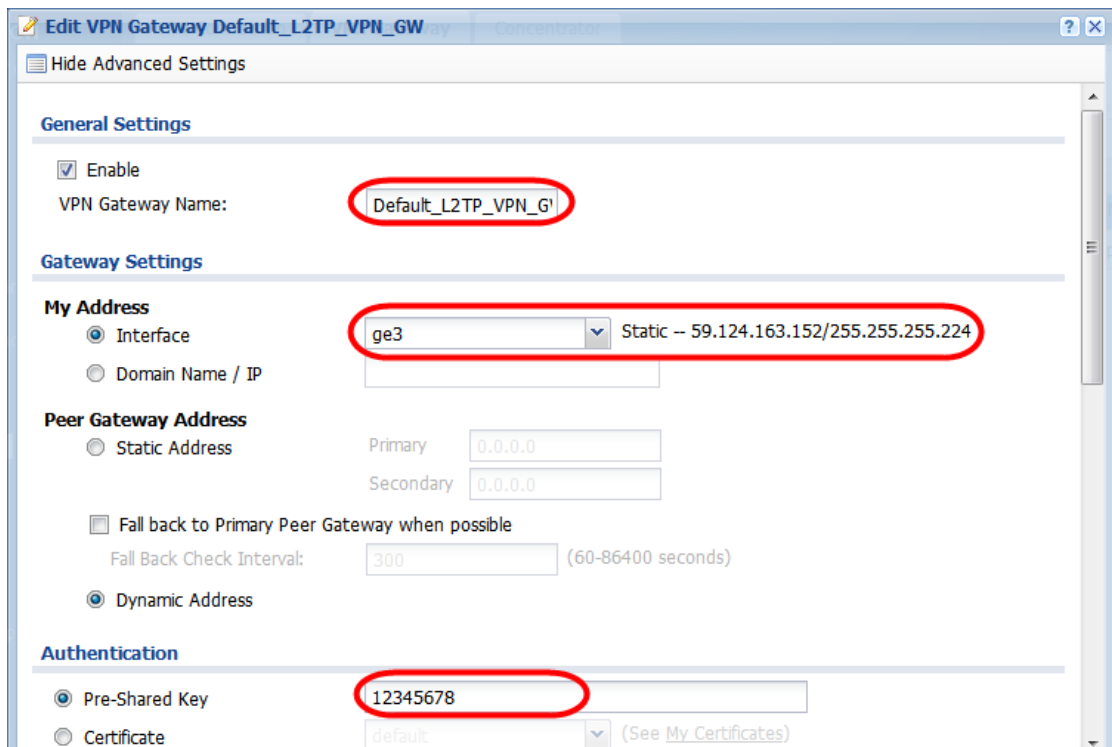 Edit VPN Gateway Default_L2TP_VPN_GW
Concentrator
Hide Advanced Settings
General Settings
Enable
VPN Gateway Name: Default_L2TP_VPN_G
Gateway Settings
My Address
Interface ge3 Static -- 59.124.163.152/255.255.255.224
Domain Name / IP
Peer Gateway Address
Static Address Primary 0.0.0.0
Secondary 0.0.0.0
Fall back to Primary Peer Gateway when possible
Fall Back Check Interval: 300 (60-86400 seconds)
Dynamic Address
Authentication
Pre-Shared Key 12345678
Certificate default (See My Certificates)